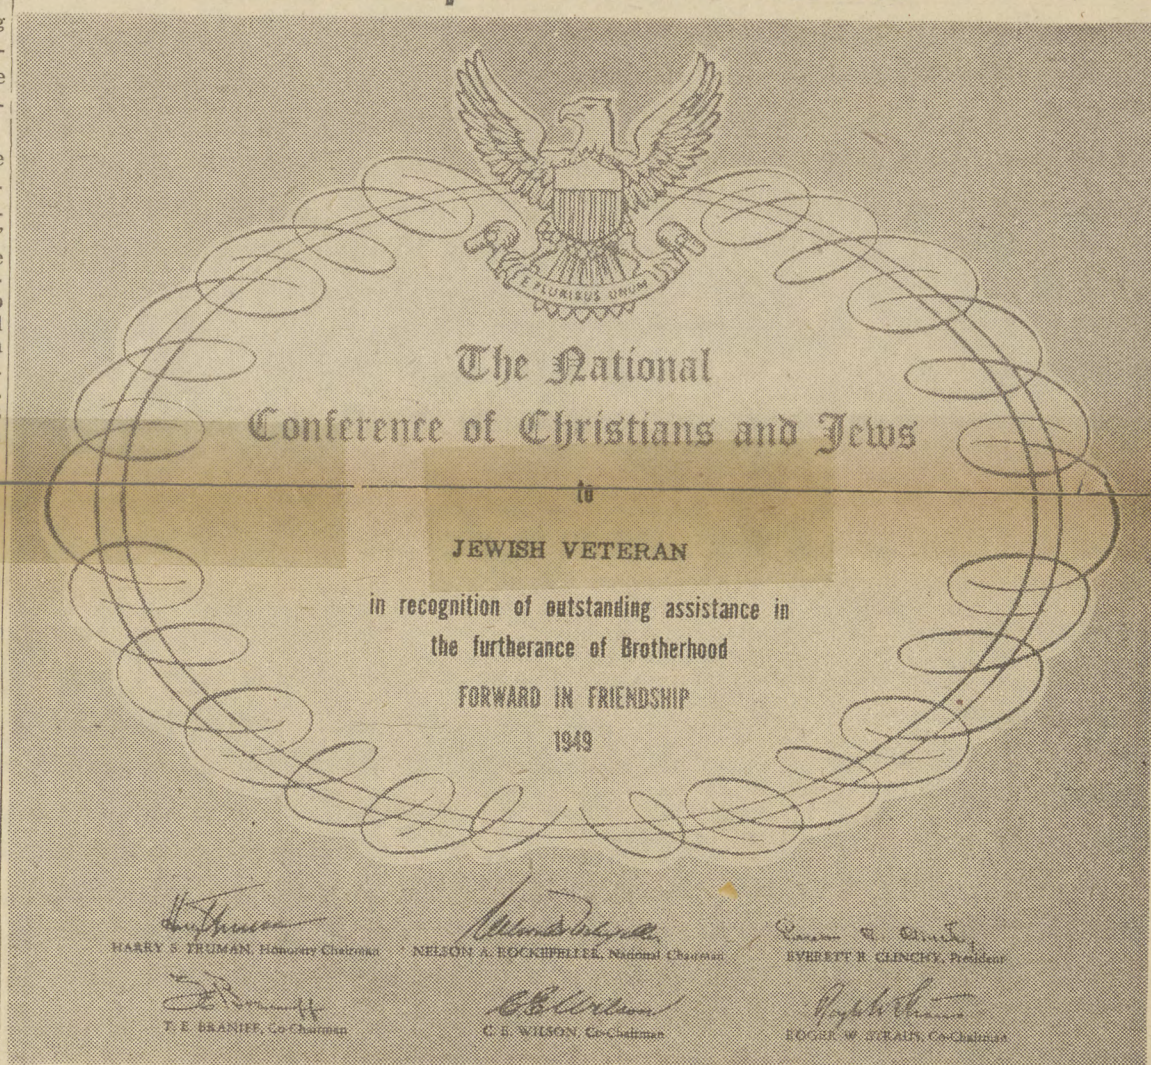 E PLURIBUS UNUM
The National
Conference of Christians and Jews
to
JEWISH VETERAN
in recognition of outstanding assistance in
the furtherance of Brotherhood
FORWARD IN FRIENDSHIP
1949
HARRY S. TRUMAN, Honorary Chairman
NELSON A. ROCKEFELLER, National Chairman
EVERETT R. CLINCHY, President
T. E. BRANIFF, Co-Chairman
C. E. WILSON, Co-Chairman
ROGER W. STRAUS, Co-Chairman